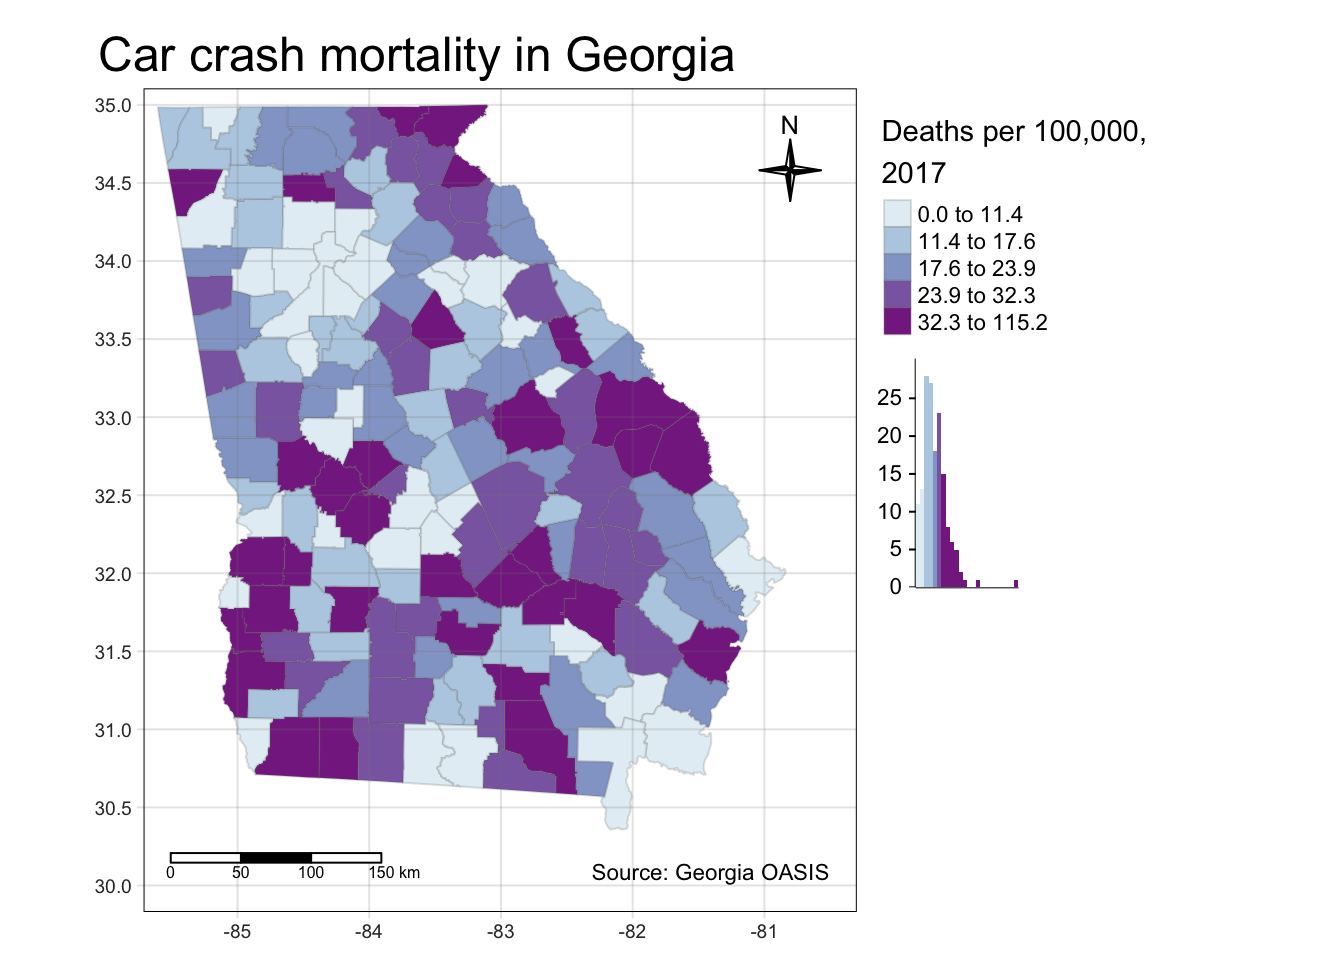 Car crash mortality in Georgia
35.0
34.5
34.0
33.5
33.0
32.5
32.0
31.5
31.0
30.5
30.0
-85
-84
-83
-82
-81
N
0 50 100 150 km
Source: Georgia OASIS
Deaths per 100,000,
2017
0.0 to 11.4
11.4 to 17.6
17.6 to 23.9
23.9 to 32.3
32.3 to 115.2
25
20
15
10
5
0